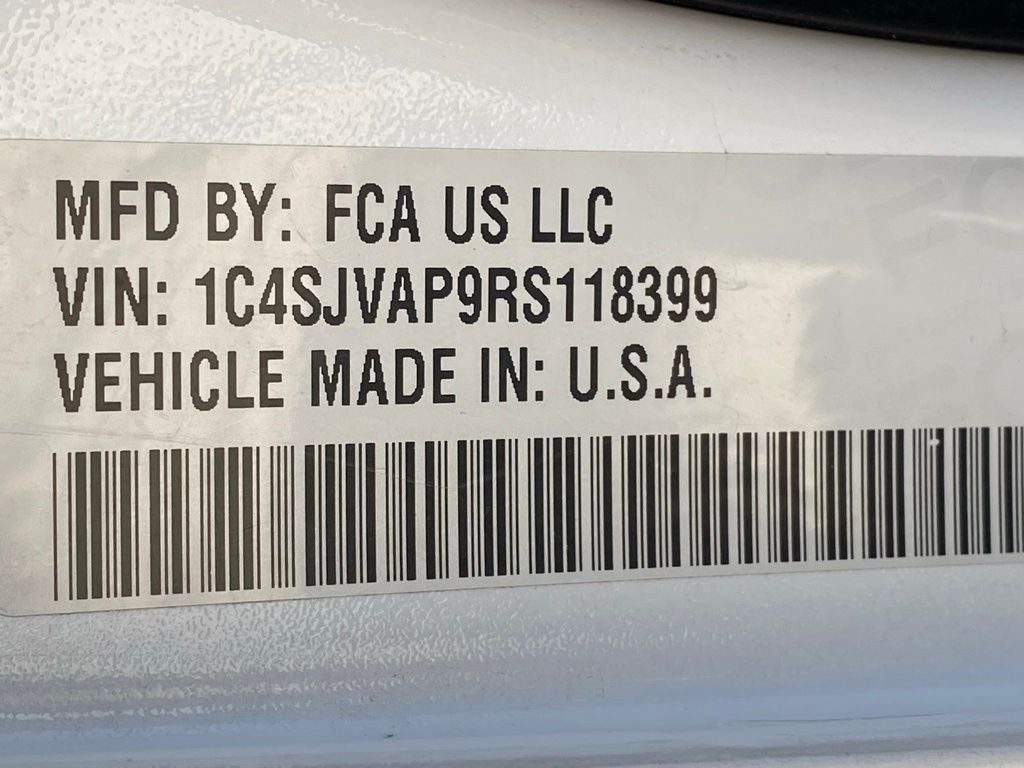 MFD BY: FCA US LLC
VIN: 1C4SJVAP9RS118399
VEHICLE MADE IN: U.S.A.